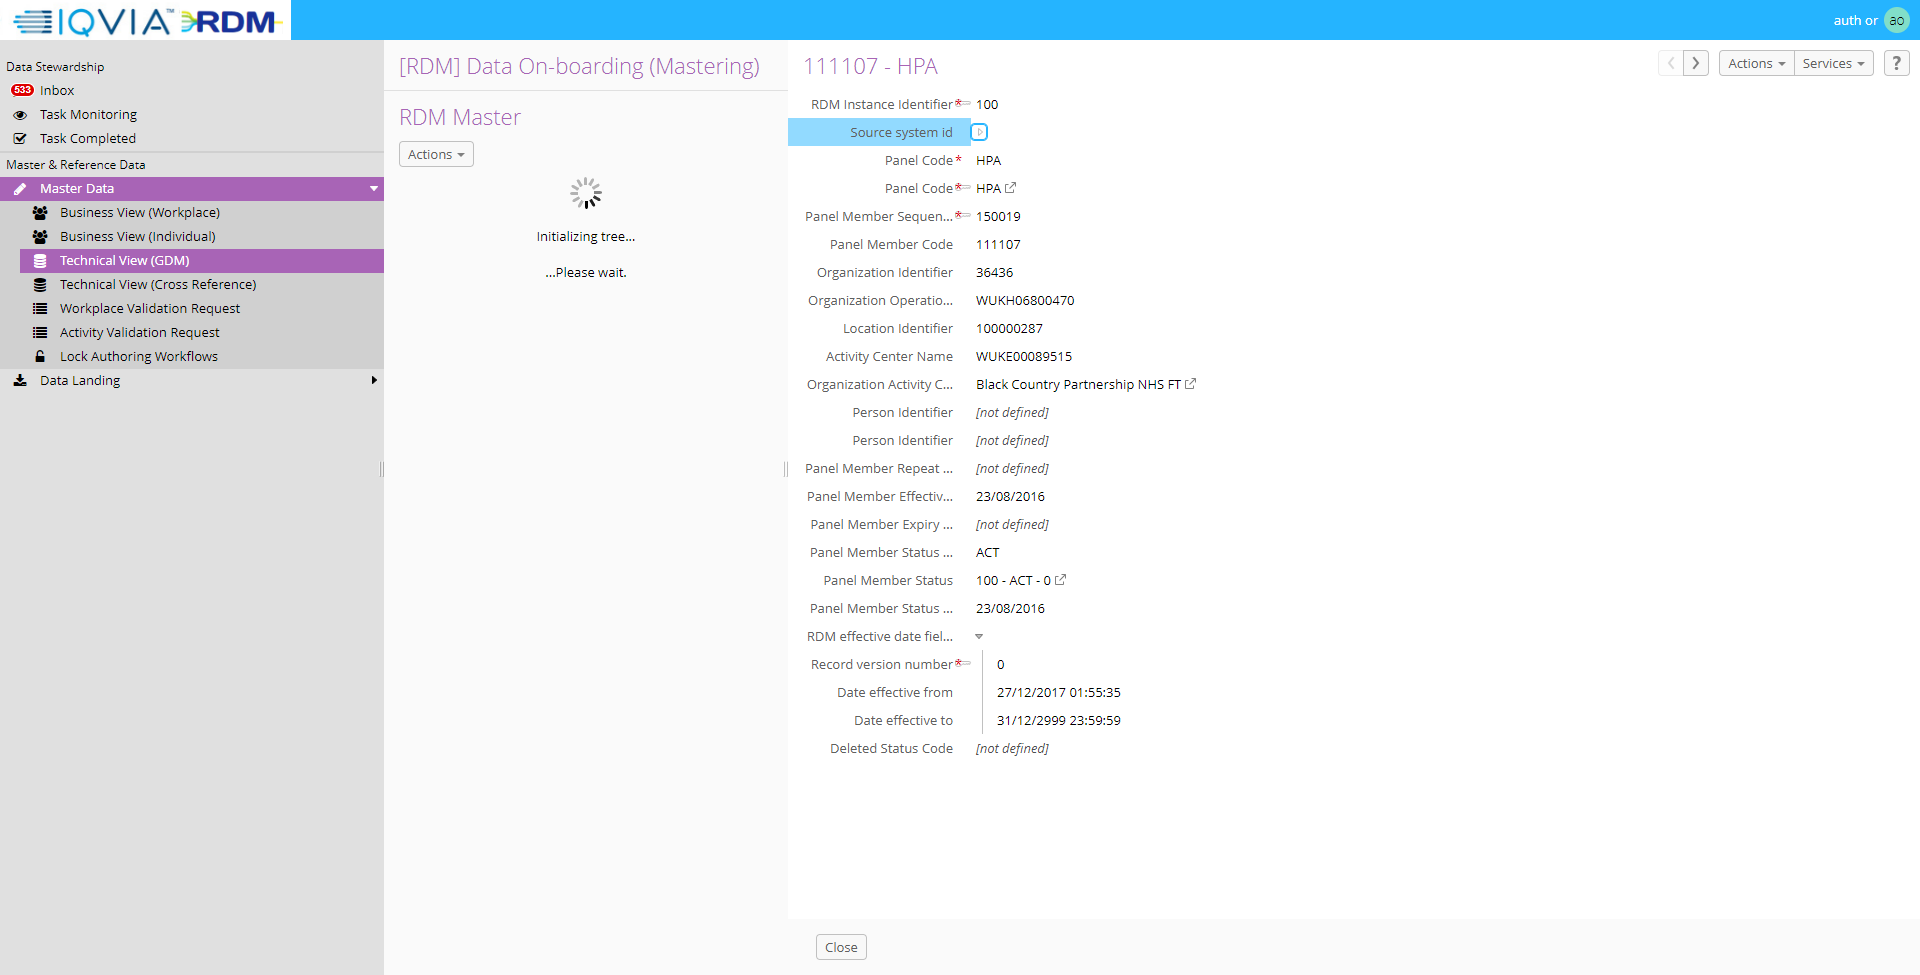 IQVIA™ RDM
auth or ao
Data Stewardship
533 Inbox
Task Monitoring
Task Completed
Master & Reference Data
Master Data
Business View (Workplace)
Business View (Individual)
Technical View (GDM)
Technical View (Cross Reference)
Workplace Validation Request
Activity Validation Request
Lock Authoring Workflows
Data Landing
[RDM] Data On-boarding (Mastering)
RDM Master
Actions
Initializing tree...
...Please wait.
111107 - HPA
Actions Services ?
RDM Instance Identifier* 100
Source system id
Panel Code* HPA
Panel Code* HPA
Panel Member Sequen...* 150019
Panel Member Code 111107
Organization Identifier 36436
Organization Operatio... WUKH06800470
Location Identifier 100000287
Activity Center Name WUKE00089515
Organization Activity C... Black Country Partnership NHS FT
Person Identifier [not defined]
Person Identifier [not defined]
Panel Member Repeat ... [not defined]
Panel Member Effectiv... 23/08/2016
Panel Member Expiry ... [not defined]
Panel Member Status ... ACT
Panel Member Status 100 - ACT - 0
Panel Member Status ... 23/08/2016
RDM effective date fiel...
Record version number* 0
Date effective from 27/12/2017 01:55:35
Date effective to 31/12/2999 23:59:59
Deleted Status Code [not defined]
Close